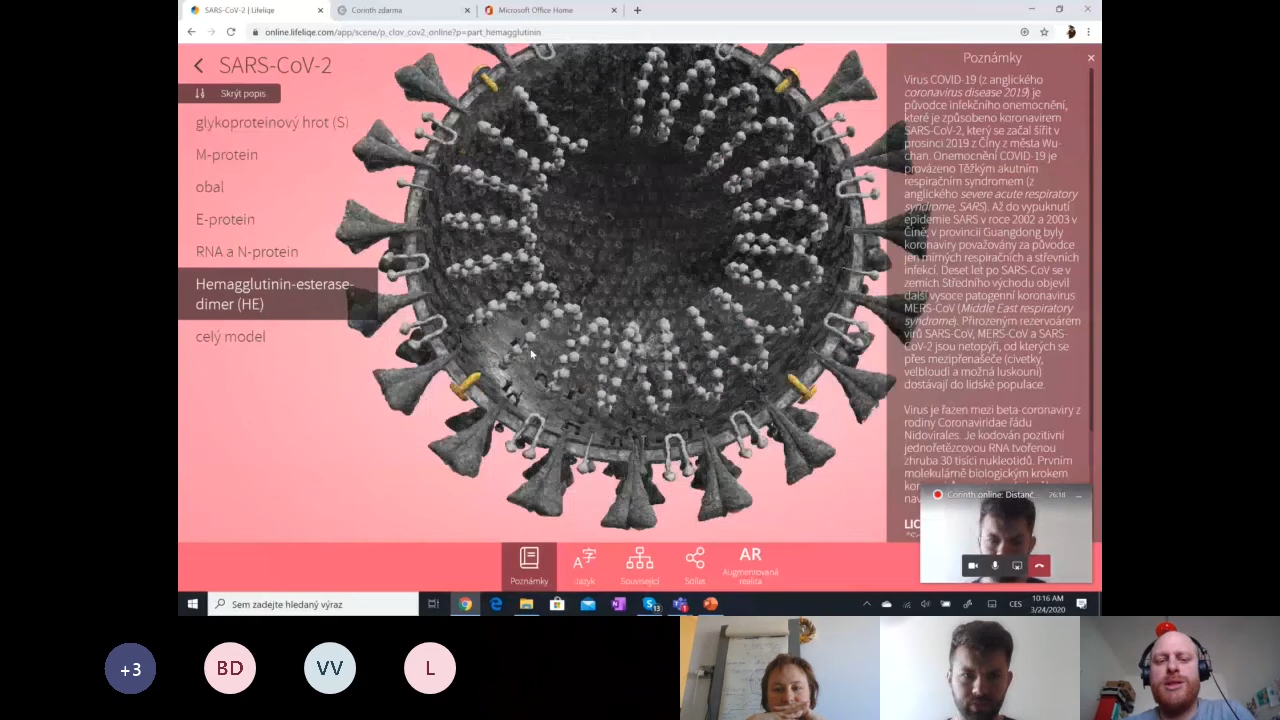 SARS-CoV-2 | Lifeliqe
Corinth zdarma
Microsoft Office Home
online.lifeliqe.com/app/scene/p_clov_cov2_online?p=part_hemagglutinin
SARS-CoV-2
Skrýt popis
glykoproteinový hrot (S)
M-protein
obal
E-protein
RNA a N-protein
Hemagglutinin-esterase-
dimer (HE)
celý model
Poznámky
Virus COVID-19 (z anglického
coronavirus disease 2019) je
původce infekčního onemocnění,
které je způsobeno koronavirem
SARS-CoV-2, který se začal šířit v
prosinci 2019 z Číny z města Wu-
chan. Onemocnění COVID-19 je
provázeno Těžkým akutním
respiračním syndromem (z
anglického severe acute respiratory
syndrome, SARS). Až do vypuknutí
epidemie SARS v roce 2002 a 2003 v
Číně, v provincii Guangdong byly
koronaviry považovány za původce
jen mírných respiračních a střevních
infekcí. Deset let po SARS-CoV se v
zemích Středního východu objevil
další vysoce patogenní koronavirus
MERS-CoV (Middle East respiratory
syndrome). Přirozeným rezervoárem
virů SARS-CoV, MERS-CoV a SARS-
CoV-2 jsou netopýři, od kterých se
přes mezipřenašeče (civetky,
velbloudi a možná luskouni)
dostávají do lidské populace.
Virus je řazen mezi beta-coronaviry z
rodiny Coronaviridae řádu
Nidovirales. Je kódován pozitivní
jednořetězcovou RNA tvořenou
zhruba 30 tisíci nukleotidů. Prvním
molekulárně biologickým krokem
kor
nav
LIC
Corinth online: Distanč...
26:18
Poznámky
Jazyk
Související
Sdílet
AR
Augmentovaná
realita
Sem zadejte hledaný výraz
13
CES
10:16 AM
3/24/2020
+3
BD
VV
L